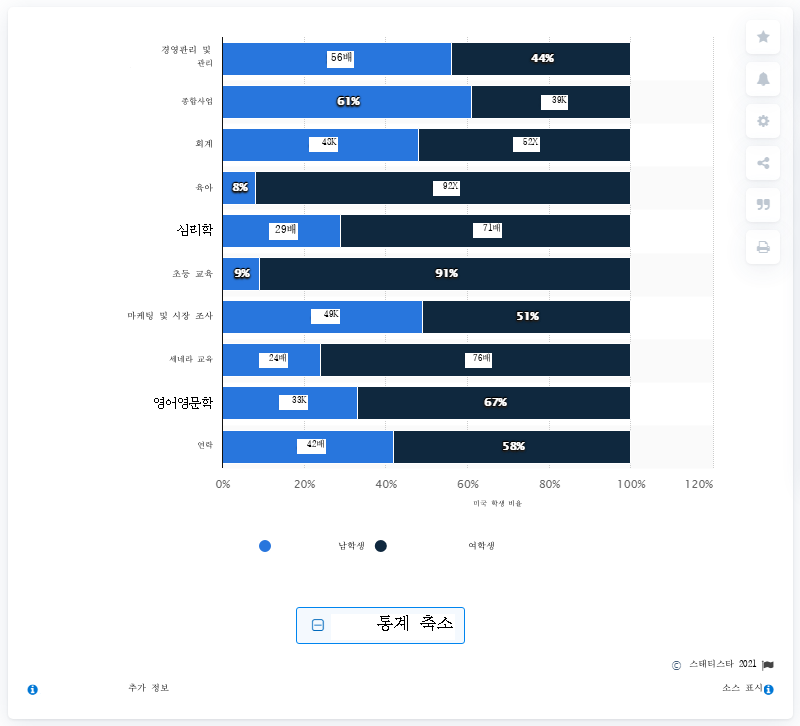 경영관리 및
관리
56배
44%
종합사업
61%
39K
회계
48K
52X
육아
8%
92X
심리학
29배
71배
초등 교육
9%
91%
마케팅 및 시장 조사
49K
51%
세네라 교육
24배
76배
영어영문학
33K
67%
연락
42배
58%
0% 20% 40% 60% 80% 100% 120%
미국 학생 비율
남학생 여학생
통계 축소
© 스태티스타 2021
추가 정보 소스 표시